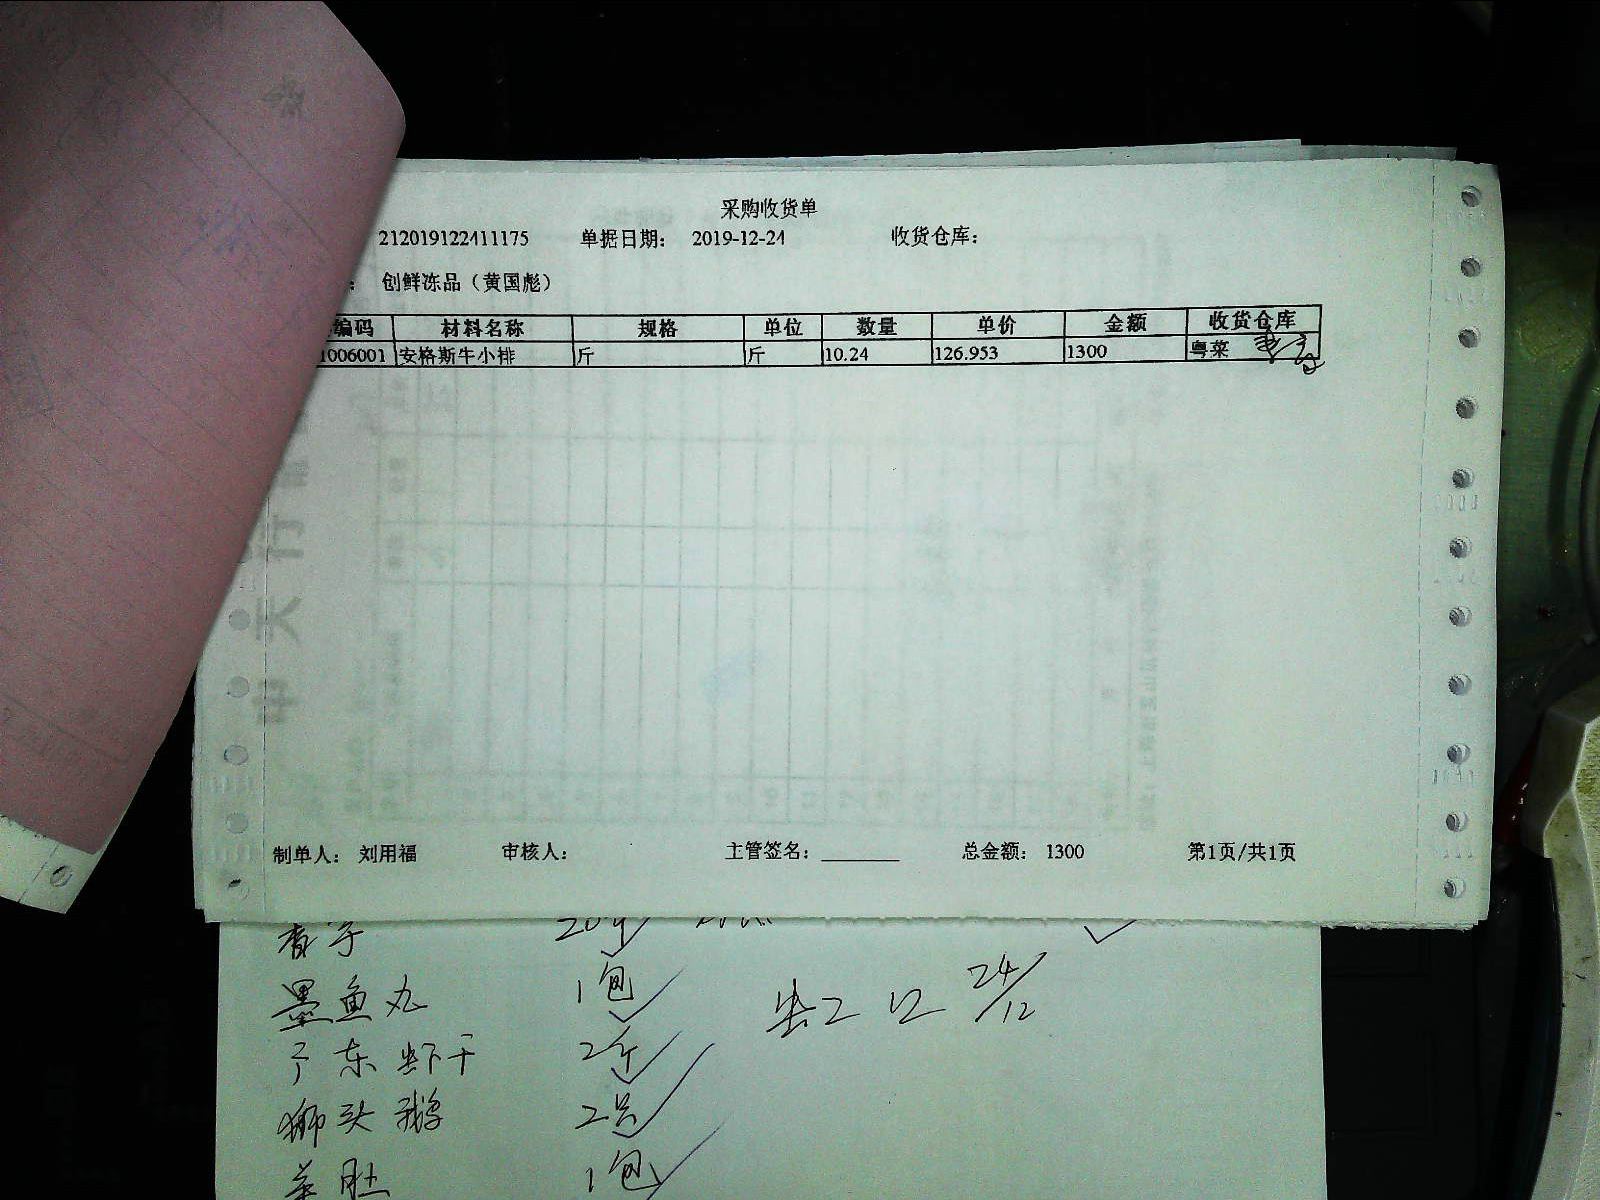 采购收货单
212019122411175 单据日期： 2019-12-24 收货仓库：
： 创鲜冻品（黄国彪）
编码 材料名称 规格 单位 数量 单价 金额 收货仓库
1006001 安格斯牛小排 斤 斤 10.24 126.953 1300 粤菜
制单人： 刘用福 审核人： 主管签名：________ 总金额： 1300 第1页/共1页
墨鱼丸 1包 24/12
广东虾干 2斤
狮头鹅 2只
1包